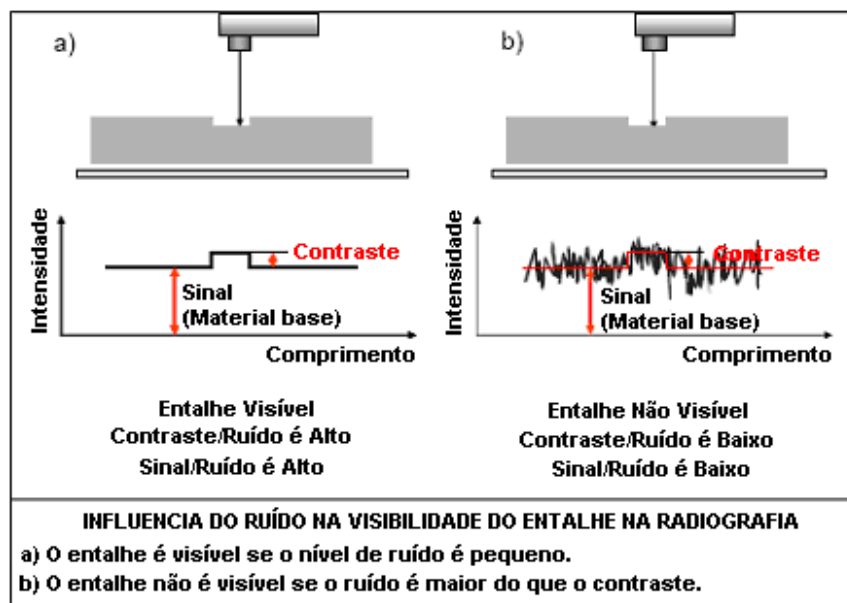 a)
Intensidade
Contraste
Sinal
(Material base)
Comprimento
Entalhe Visível
Contraste/Ruído é Alto
Sinal/Ruído é Alto
b)
Intensidade
Contraste
Sinal
(Material base)
Comprimento
Entalhe Não Visível
Contraste/Ruído é Baixo
Sinal/Ruído é Baixo
INFLUENCIA DO RUÍDO NA VISIBILIDADE DO ENTALHE NA RADIOGRAFIA
a) O entalhe é visível se o nível de ruído é pequeno.
b) O entalhe não é visível se o ruído é maior do que o contraste.